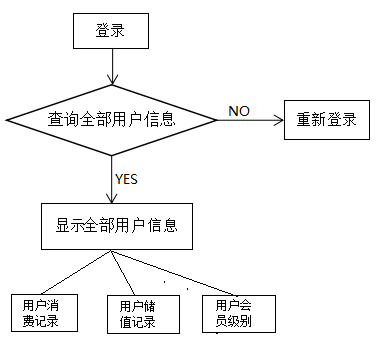 登录
查询全部用户信息
NO
重新登录
YES
显示全部用户信息
用户消
费记录
用户储
值记录
用户会
员级别